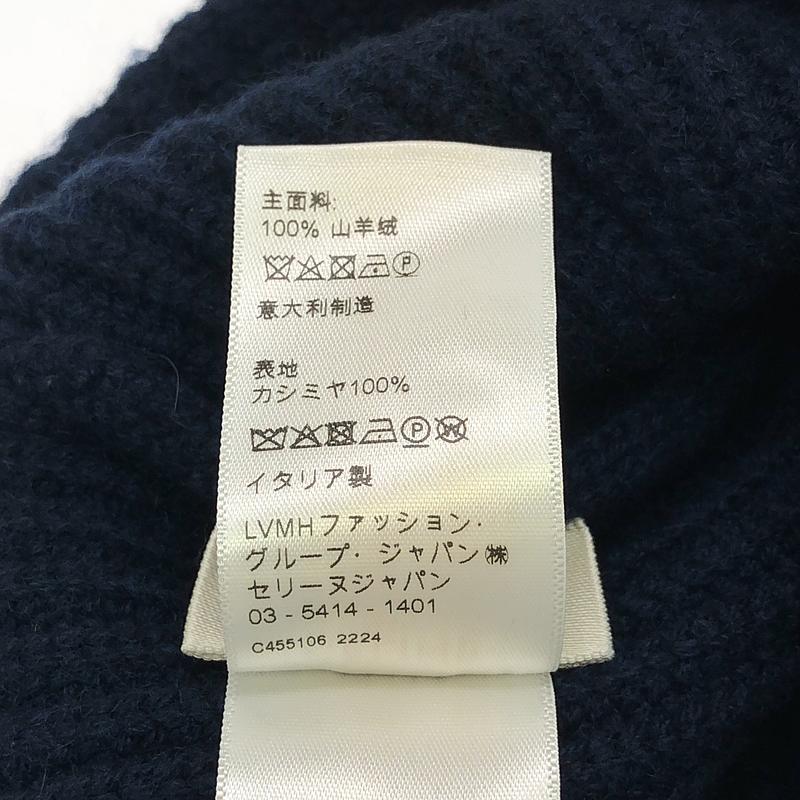 主面料:
100% 山羊绒
P
意大利制造
表地
カシミヤ100%
P W
イタリア製
LVMHファッション・
グループ・ジャパン㈱
セリーヌジャパン
03 - 5414 - 1401
C455106 2224